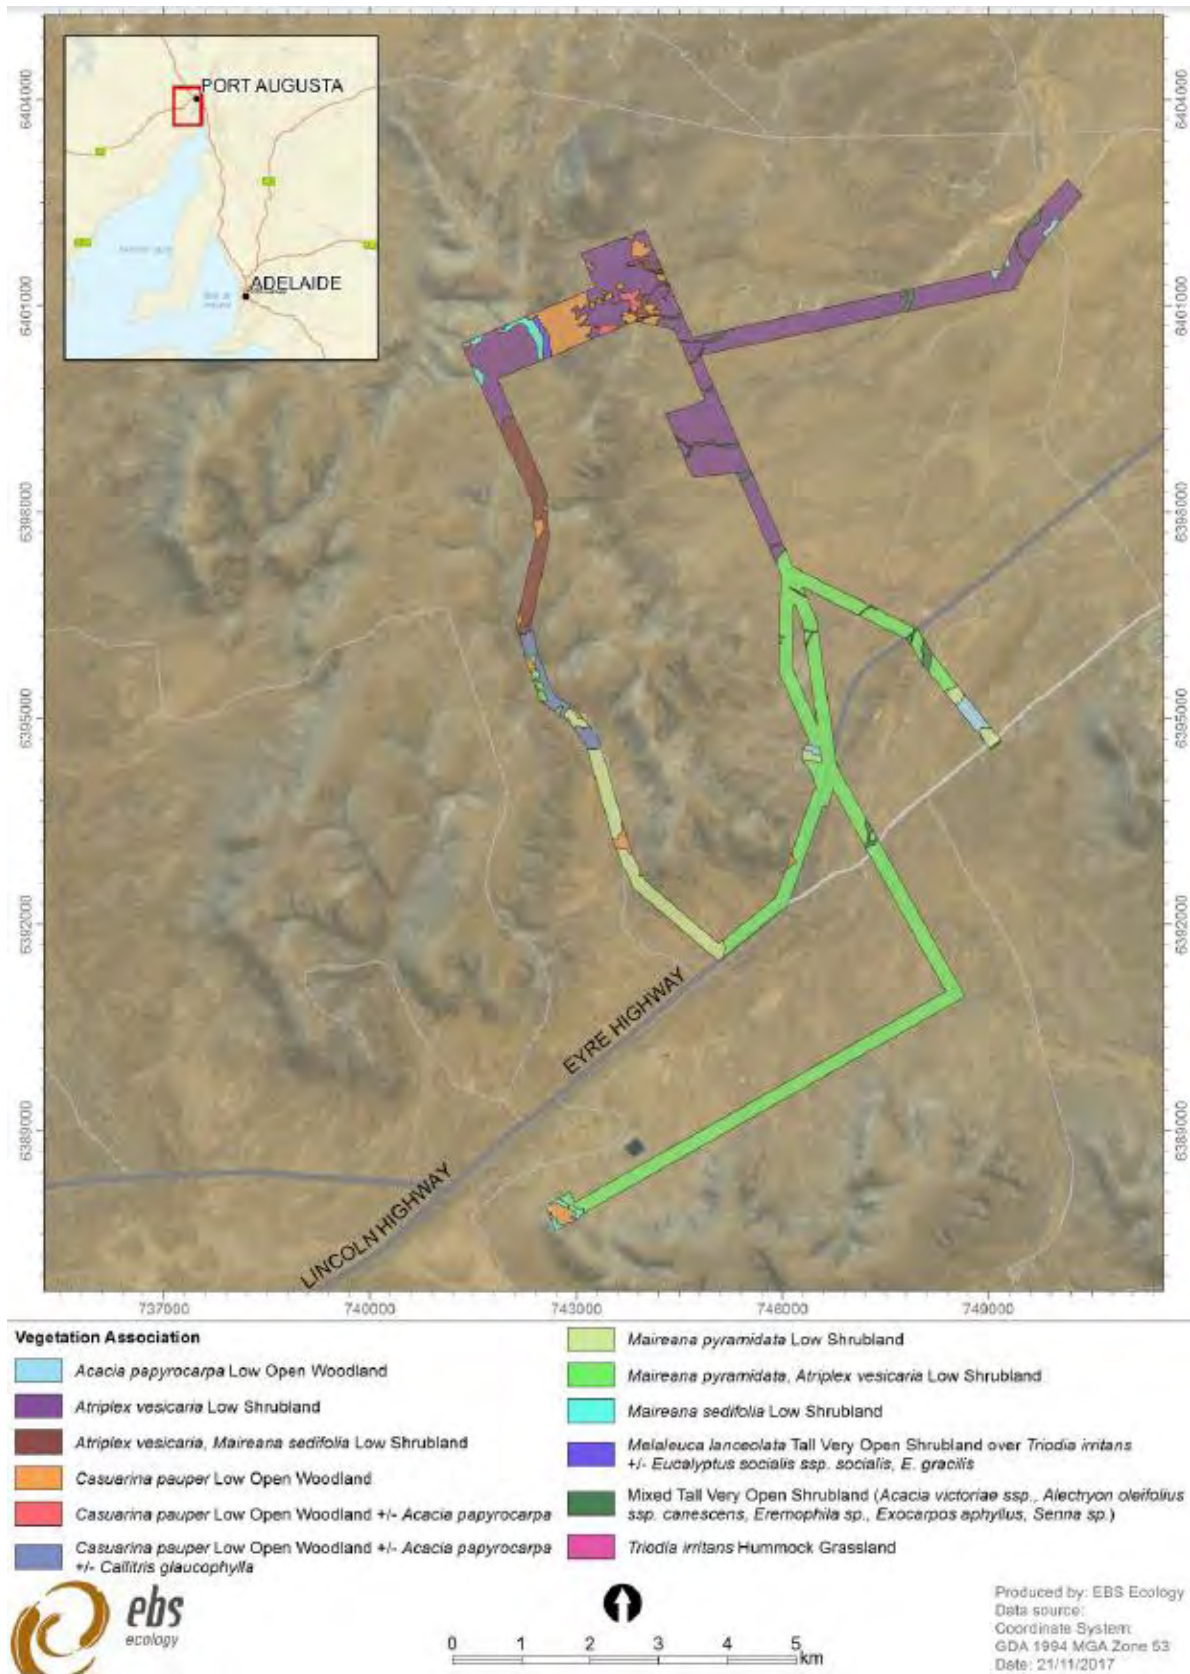 PORT AUGUSTA
ADELAIDE
6404000
6404000
6401000
6401000
6398000
6398000
6395000
6395000
6392000
6392000
6389000
6389000
EYRE HIGHWAY
LINCOLN HIGHWAY
737000
740000
743000
746000
749000
Vegetation Association
Acacia papyrocarpa Low Open Woodland
Atriplex vesicaria Low Shrubland
Atriplex vesicaria, Maireana sedifolia Low Shrubland
Casuarina pauper Low Open Woodland
Casuarina pauper Low Open Woodland +/- Acacia papyrocarpa
Casuarina pauper Low Open Woodland +/- Acacia papyrocarpa
+/- Callitris glaucophylla
Maireana pyramidata Low Shrubland
Maireana pyramidata, Atriplex vesicaria Low Shrubland
Maireana sedifolia Low Shrubland
Melaleuca lanceolata Tall Very Open Shrubland over Triodia irritans
+/- Eucalyptus socialis ssp. socialis, E. gracilis
Mixed Tall Very Open Shrubland (Acacia victoriae ssp., Alectryon oleifolius
ssp. canescens, Eremophila sp., Exocarpos aphyllus, Senna sp.)
Triodia irritans Hummock Grassland
ebs
ecology
0 1 2 3 4 5
km
Produced by: EBS Ecology
Data source:
Coordinate System:
GDA 1994 MGA Zone 53
Date: 21/11/2017